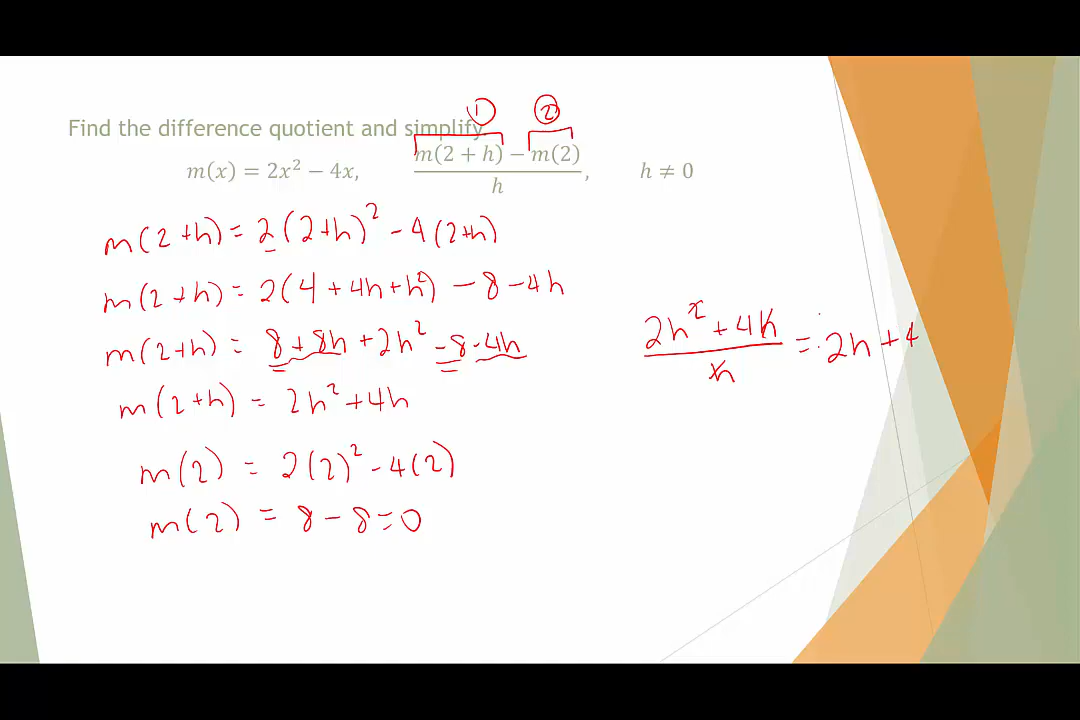 ① ②
Find the difference quotient and simplify
m(x) = 2x² − 4x, (m(2 + h) − m(2))/h, h ≠ 0
m(2+h) = 2(2+h)² - 4(2+h)
m(2+h) = 2(4 + 4h + h²) - 8 - 4h
m(2+h) = 8 + 8h + 2h² - 8 - 4h
(2h² + 4h)/h = 2h + 4
m(2+h) = 2h² + 4h
m(2) = 2(2)² - 4(2)
m(2) = 8 - 8 = 0